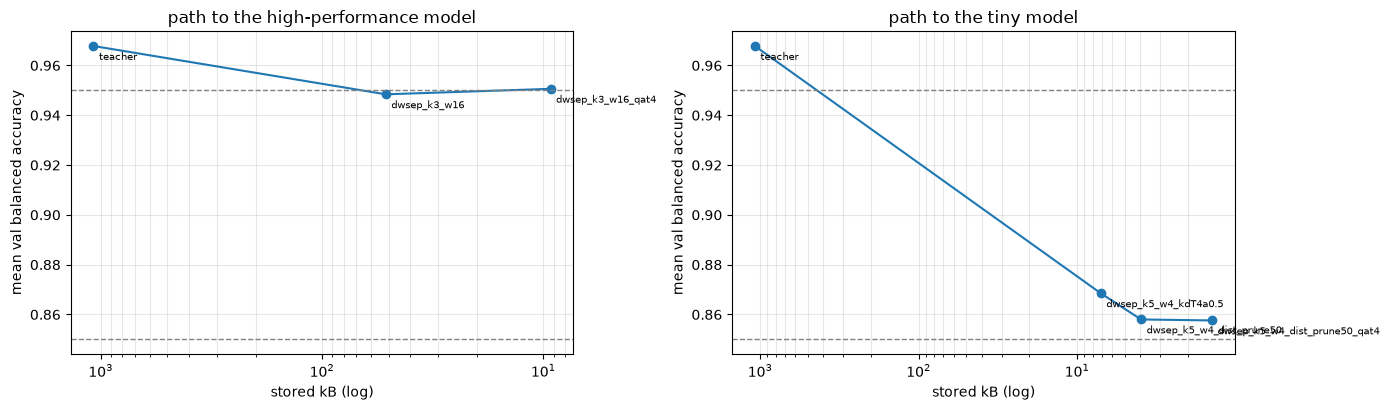 path to the high-performance model
mean val balanced accuracy
0.96
0.94
0.92
0.90
0.88
0.86
teacher
dwsep_k3_w16
dwsep_k3_w16_qat4
10³
10²
10¹
stored kB (log)
path to the tiny model
mean val balanced accuracy
0.96
0.94
0.92
0.90
0.88
0.86
teacher
dwsep_k5_w4_kdT4a0.5
dwsep_k5_w4_dist_prune50
dwsep_k5_w4_dist_prune50_qat4
10³
10²
10¹
stored kB (log)